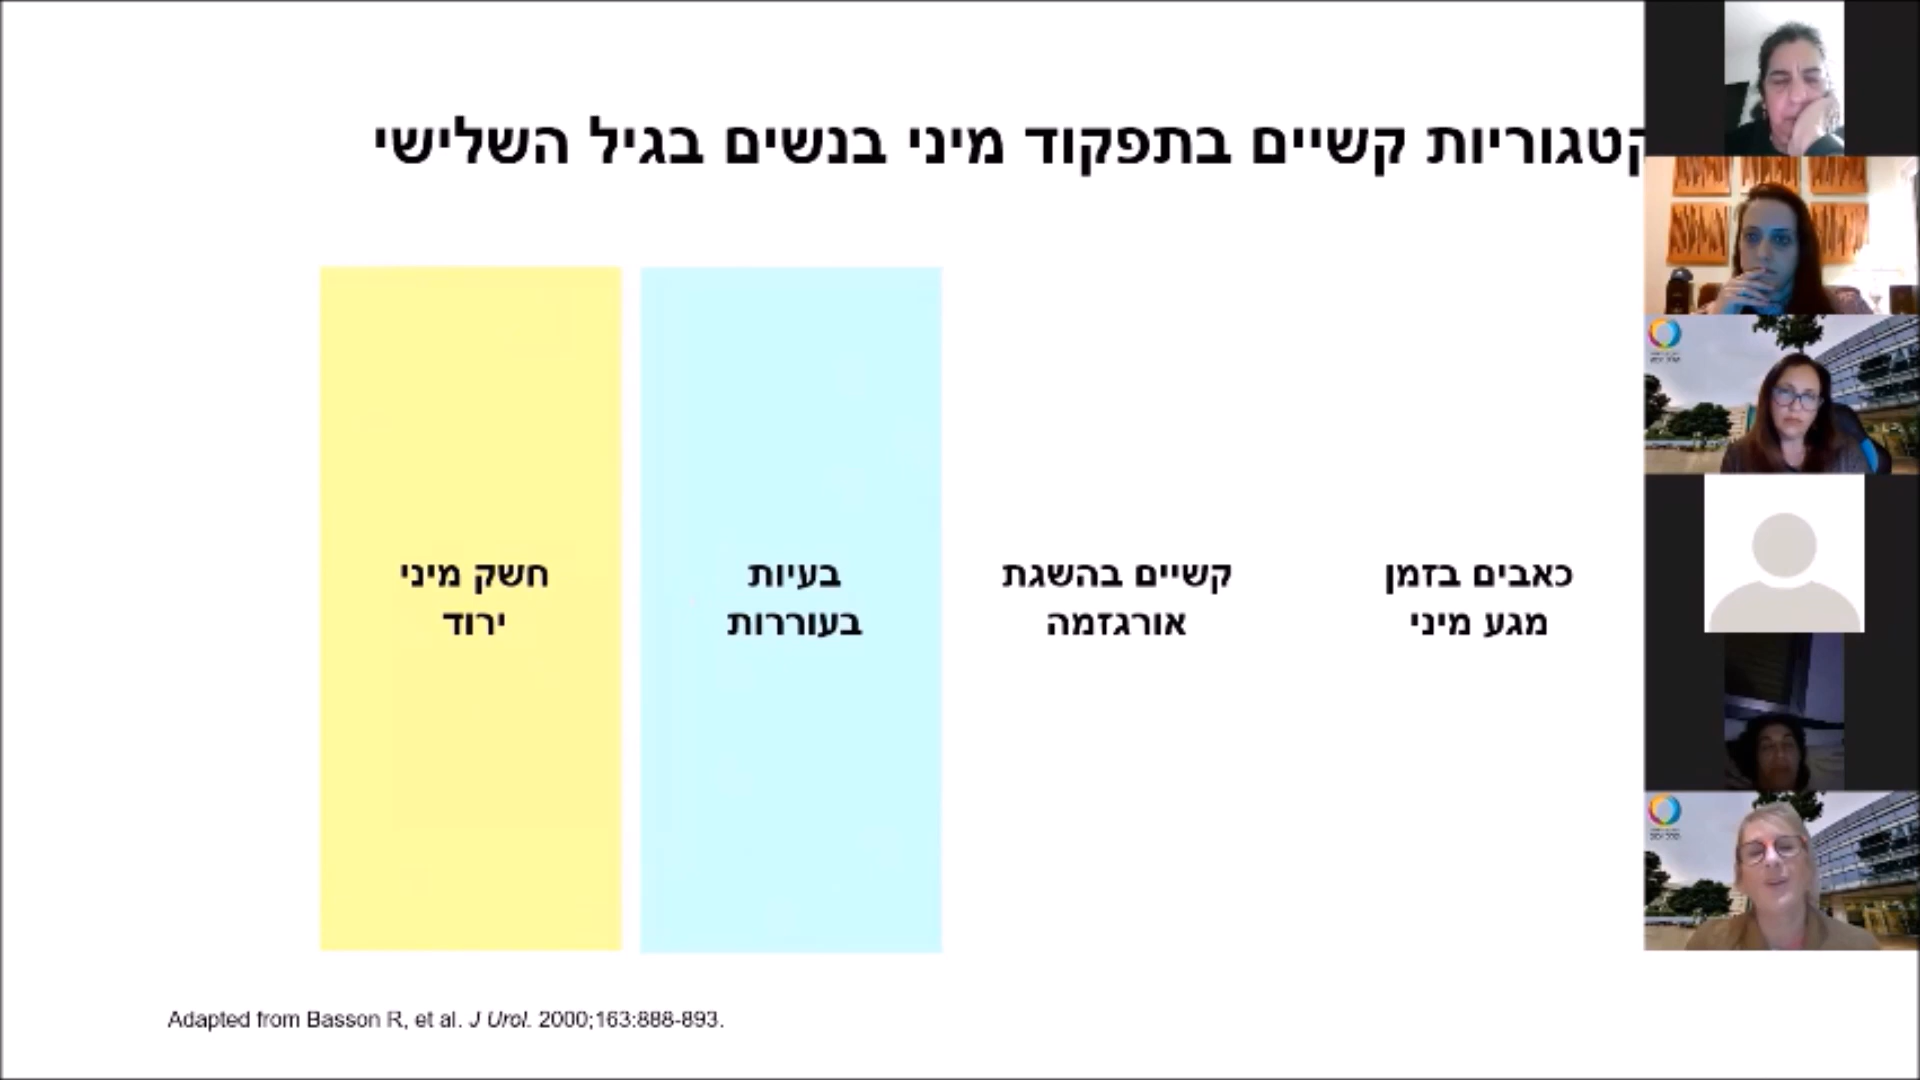 קטגוריות קשיים בתפקוד מיני בנשים בגיל השלישי
כאבים בזמן
מגע מיני
קשיים בהשגת
אורגזמה
בעיות
בעוררות
חשק מיני
ירוד
Adapted from Basson R, et al. J Urol. 2000;163:888-893.